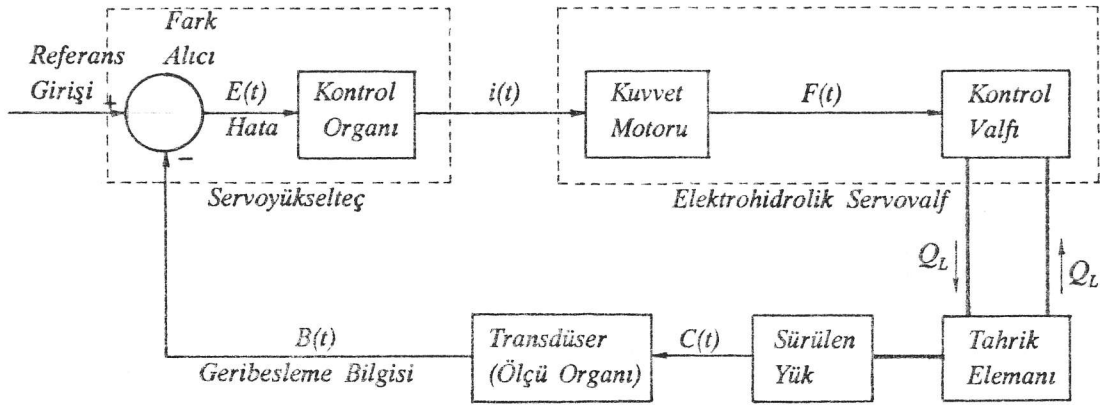 Fark
Alıcı
Referans
Girişi
+
−
E(t)
Hata
Kontrol
Organı
Servoyükselteç
i(t)
Kuvvet
Motoru
F(t)
Kontrol
Valfı
Elektrohidrolik Servovalf
Q_L
Q_L
B(t)
Geribesleme Bilgisi
Transdüser
(Ölçü Organı)
C(t)
Sürülen
Yük
Tahrik
Elemanı